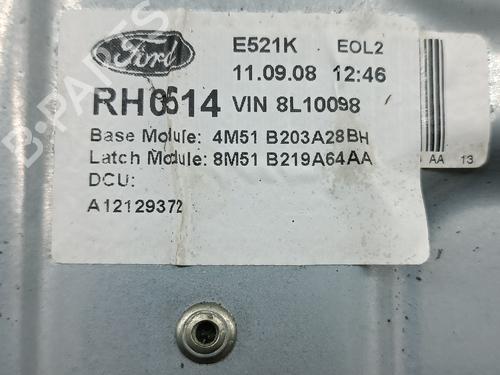 Ford
E521K EOL2
11.09.08 12:46
RH0514 VIN 8L10098
Base Module: 4M51 B203A28BH
Latch Module: 8M51 B219A64AA
DCU:
A12129372
AA 13
B-PARTS